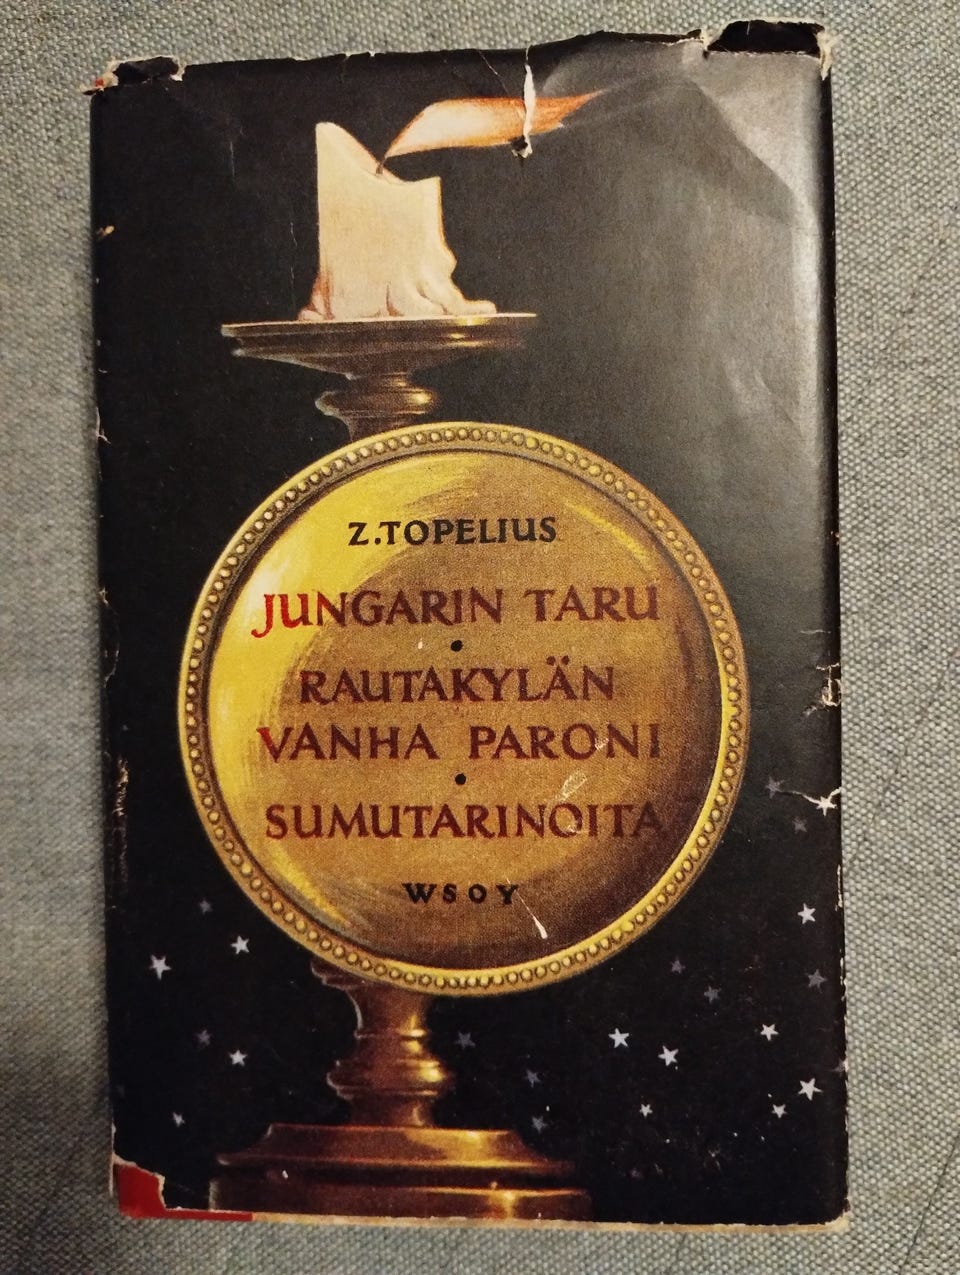 Z.TOPELIUS
JUNGARIN TARU
•
RAUTAKYLÄN
VANHA PARONI
•
SUMUTARINOITA
WSOY